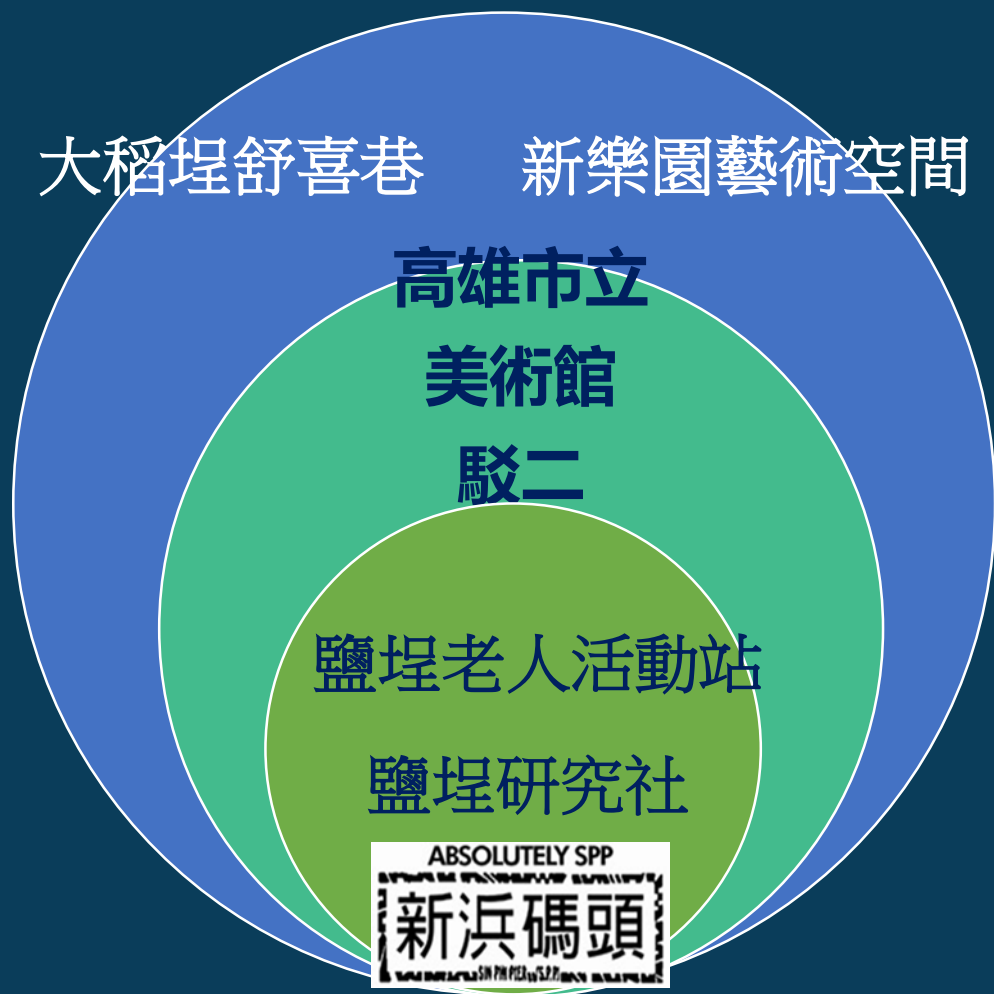 大稻埕舒喜巷 新樂園藝術空間
高雄市立
美術館
駁二
鹽埕老人活動站
鹽埕研究社
ABSOLUTELY SPP
新浜碼頭